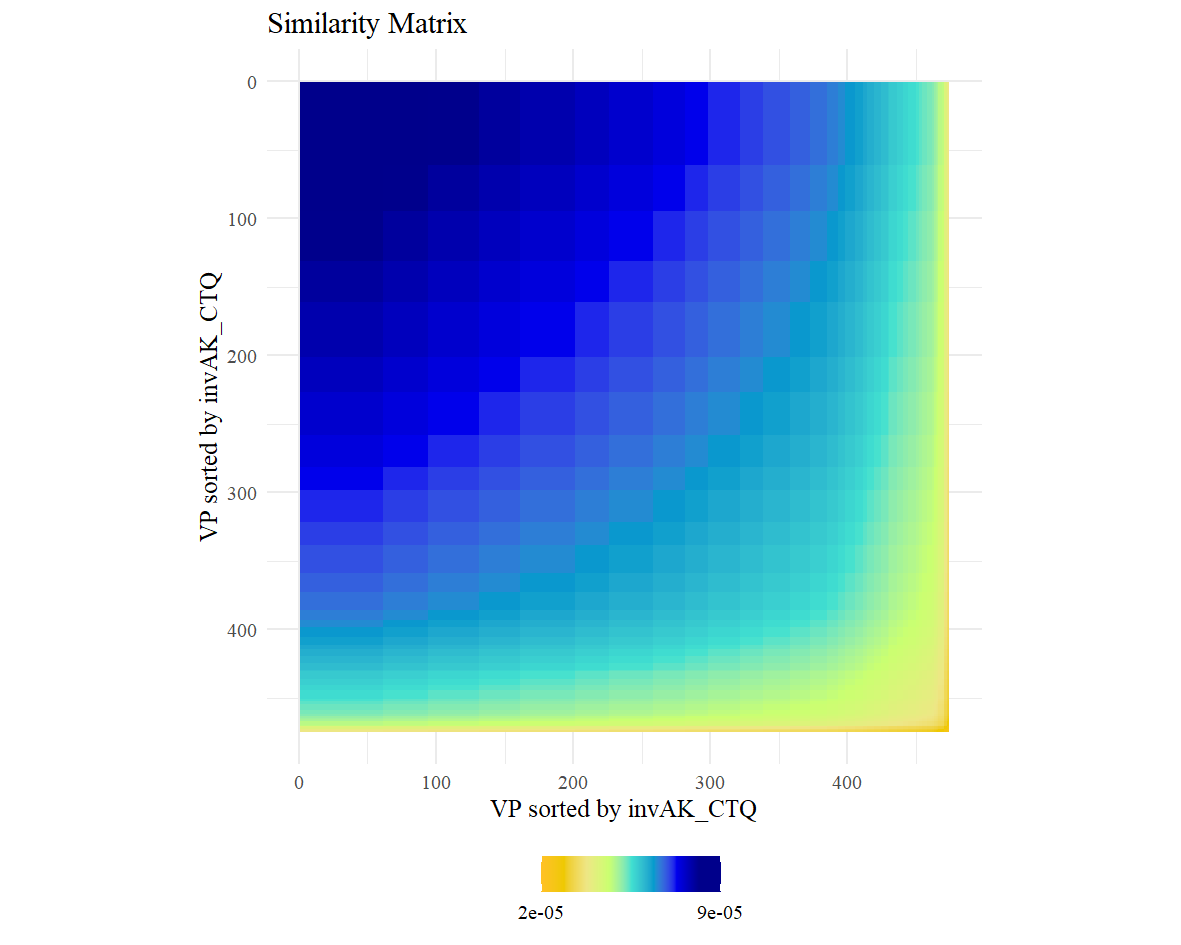 Similarity Matrix
0
100
200
300
400
VP sorted by invAK_CTQ
0 100 200 300 400
VP sorted by invAK_CTQ
2e-05 9e-05